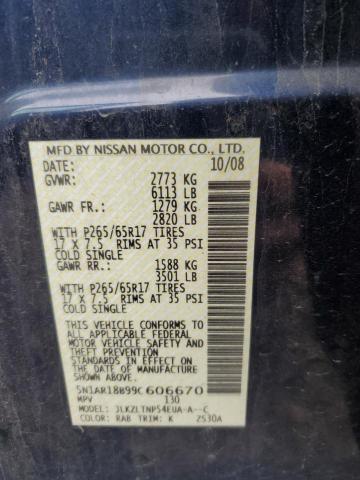 MFD BY NISSAN MOTOR CO., LTD.
DATE: 10/08
GVWR: 2773 KG
6113 LB
GAWR FR.: 1279 KG
2820 LB
WITH P265/65R17 TIRES
17 X 7.5 RIMS AT 35 PSI
COLD SINGLE
GAWR RR.: 1588 KG
3501 LB
WITH P265/65R17 TIRES
17 X 7.5 RIMS AT 35 PSI
COLD SINGLE
THIS VEHICLE CONFORMS TO ALL
APPLICABLE FEDERAL MOTOR
VEHICLE SAFETY AND THEFT
PREVENTION STANDARDS IN
EFFECT ON THE DATE OF
MANUFACTURE SHOWN ABOVE.
5N1AR18B99C606670
MPV 130
MODEL: JLKZLTNP54EUA-A--C
COLOR: RAB TRIM: K ZS30A